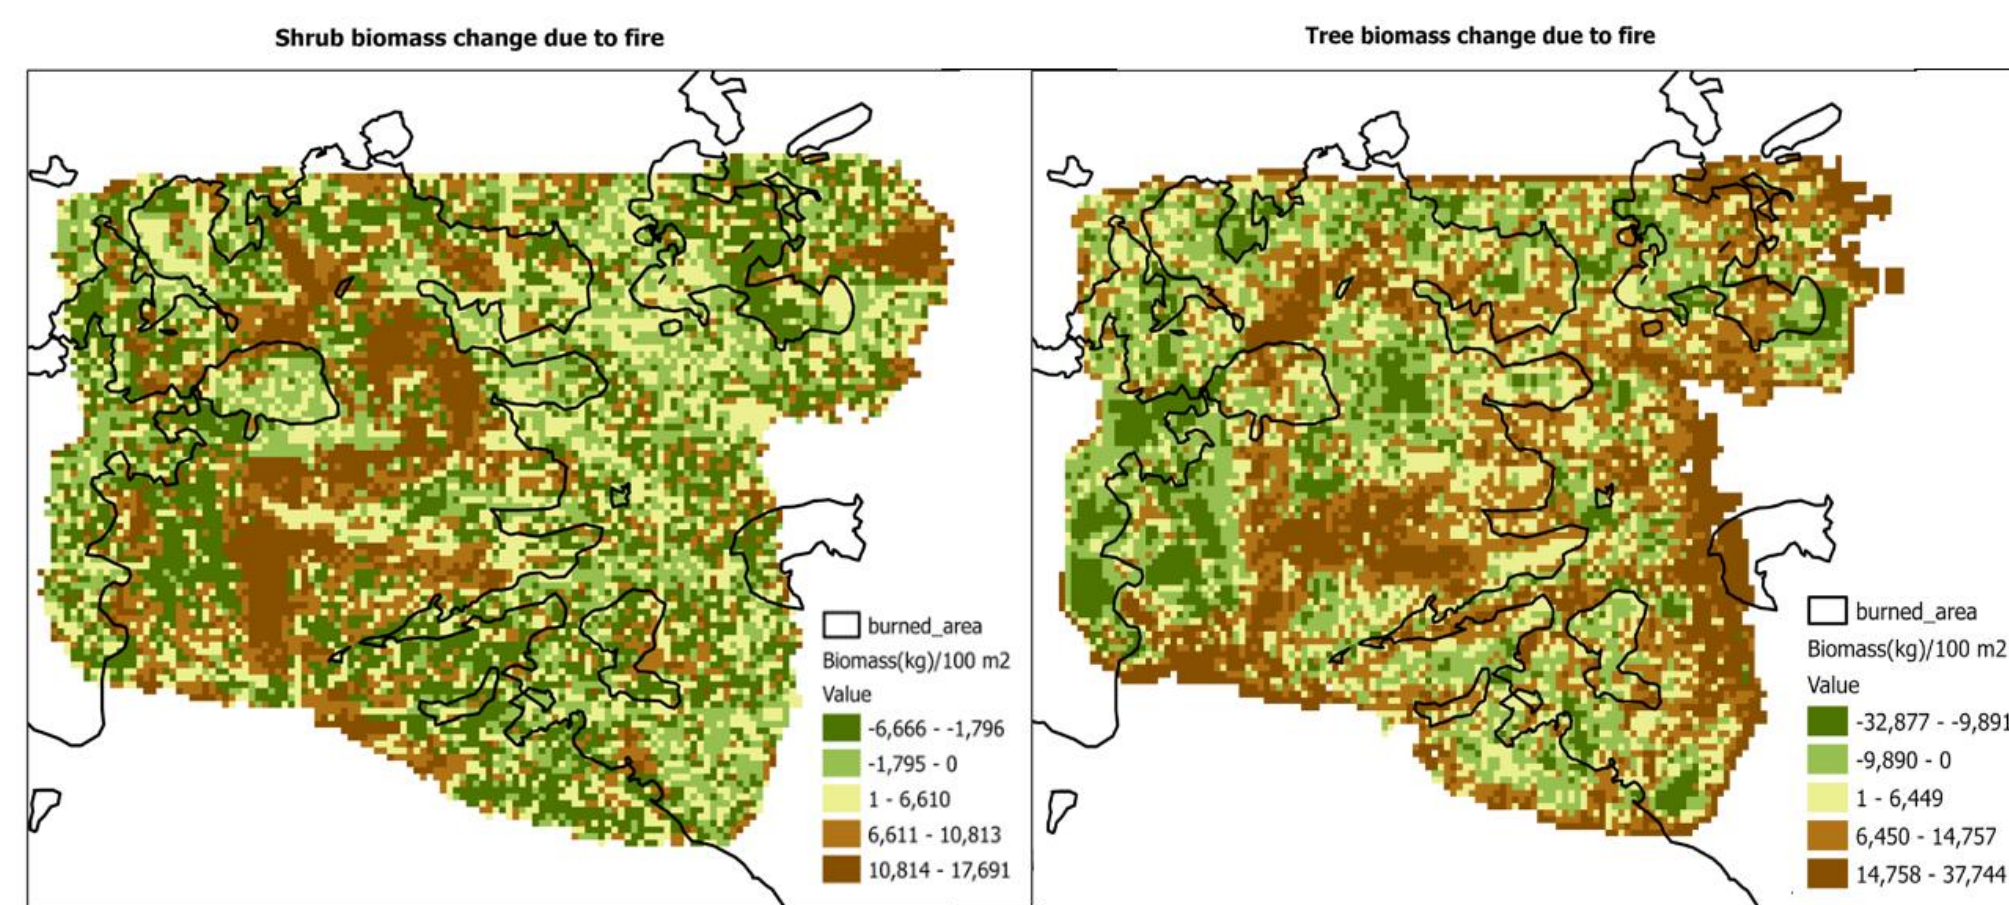 Shrub biomass change due to fire
burned_area
Biomass(kg)/100 m2
Value
-6,666 - -1,796
-1,795 - 0
1 - 6,610
6,611 - 10,813
10,814 - 17,691
Tree biomass change due to fire
burned_area
Biomass(kg)/100 m2
Value
-32,877 - -9,891
-9,890 - 0
1 - 6,449
6,450 - 14,757
14,758 - 37,744